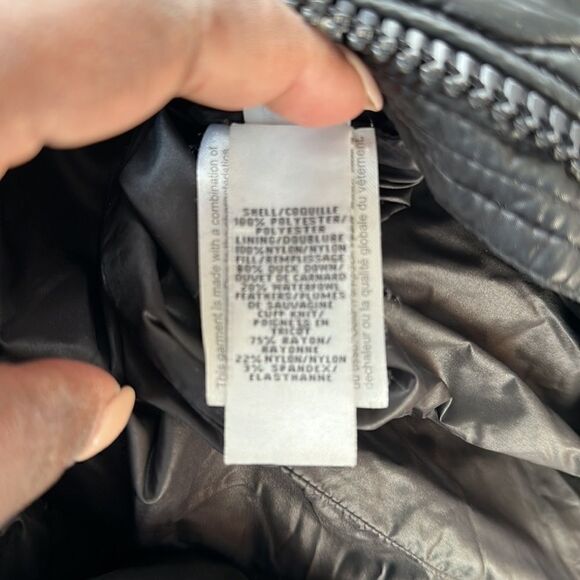 SHELL/COQUILLE
100% POLYESTER/
POLYESTER
LINING/DOUBLURE
100%NYLON/NYLON
FILL/REMPLISSAGE
80% DUCK DOWN/
DUVET DE CANARD
20% WATERFOWL
FEATHERS/PLUMES
DE SAUVAGINE
CUFF KNIT/
POIGNETS EN
TRICOT
75% RAYON/
RAYONNE
22%NYLON/NYLON
3% SPANDEX/
ELASTHANNE
This garment is made with a combination of
ou de la qualité globale du vêtement.